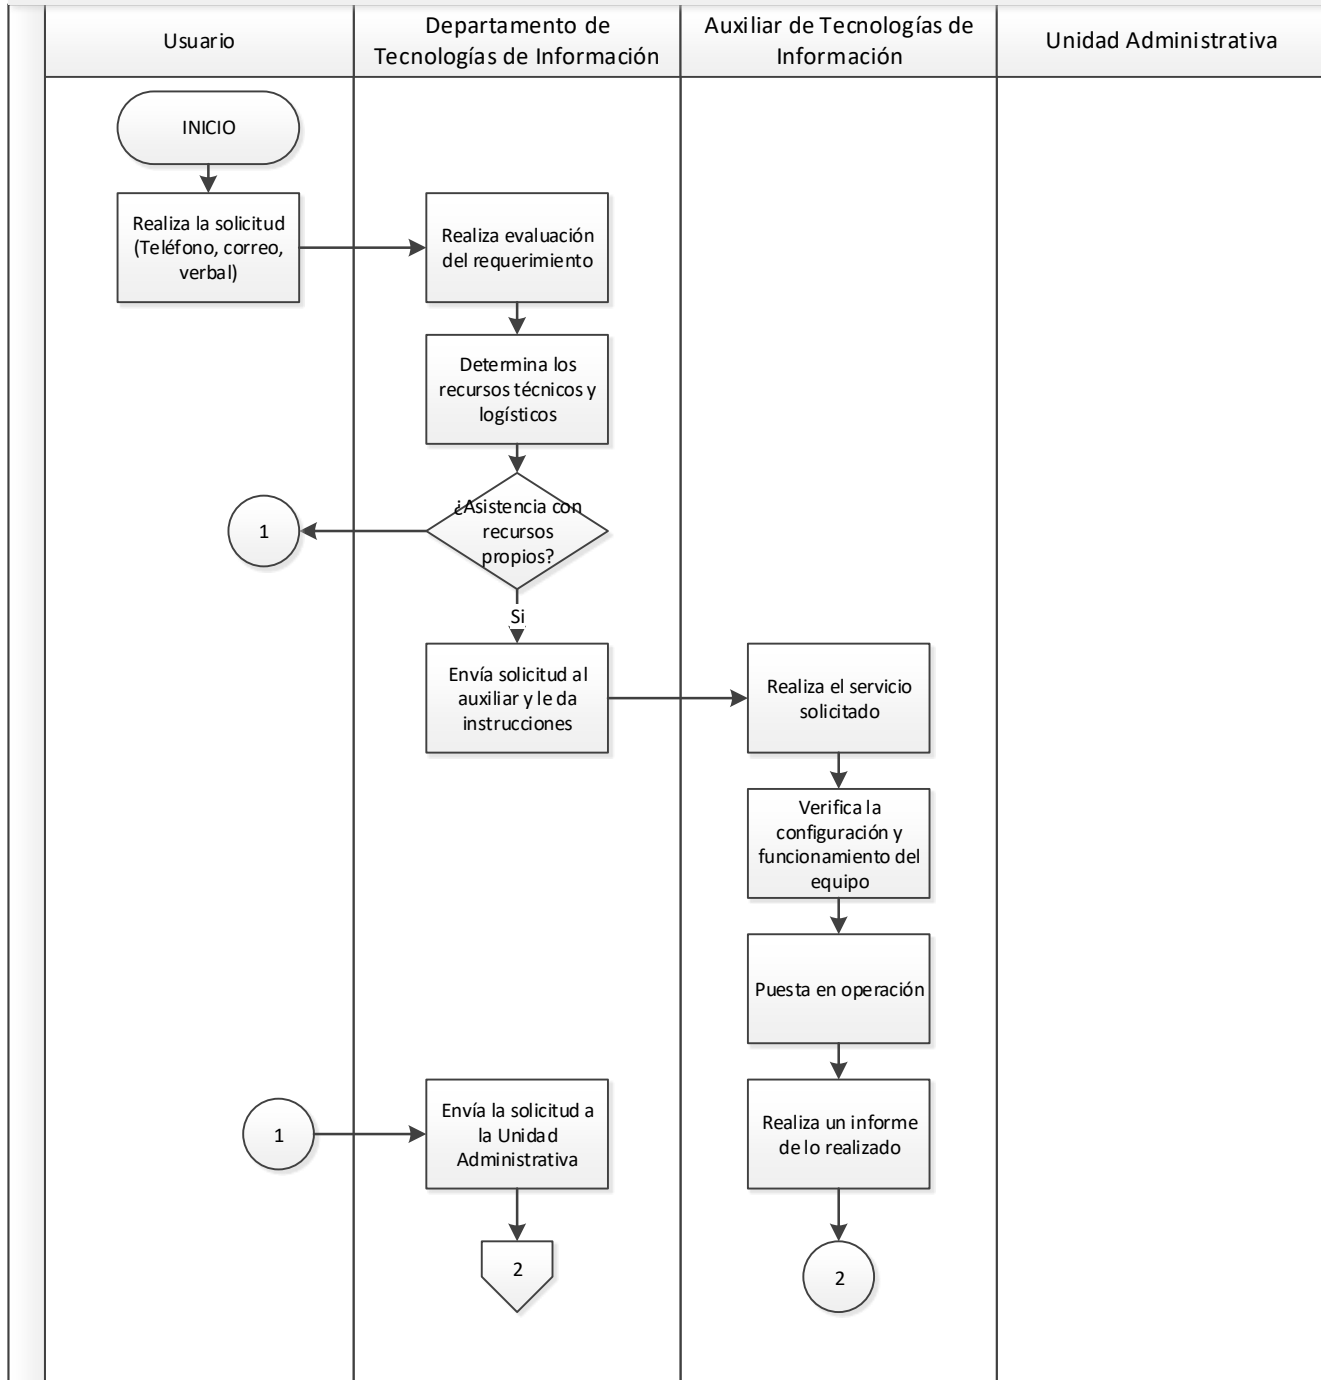 Usuario
Departamento de
Tecnologías de Información
Auxiliar de Tecnologías de
Información
Unidad Administrativa
INICIO
Realiza la solicitud
(Teléfono, correo,
verbal)
Realiza evaluación
del requerimiento
Determina los
recursos técnicos y
logísticos
¿Asistencia con
recursos
propios?
1
Si
Envía solicitud al
auxiliar y le da
instrucciones
Realiza el servicio
solicitado
Verifica la
configuración y
funcionamiento del
equipo
Puesta en operación
1
Envía la solicitud a
la Unidad
Administrativa
Realiza un informe
de lo realizado
2
2